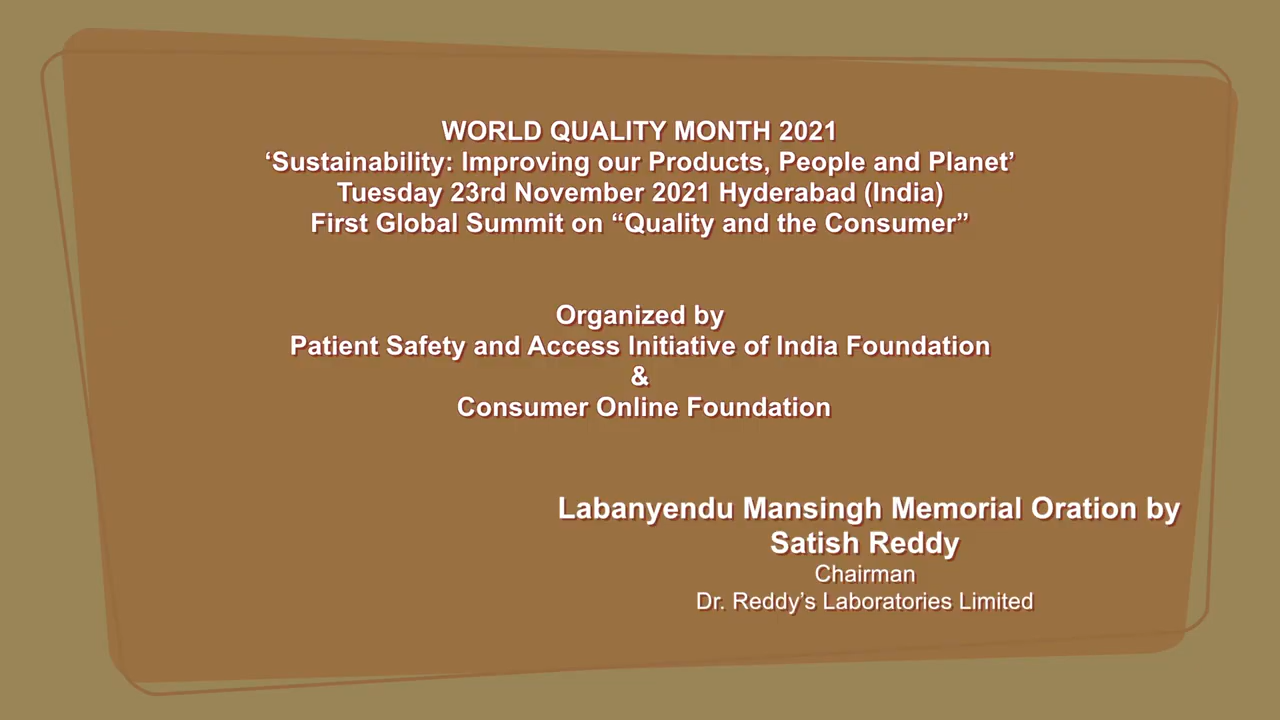 WORLD QUALITY MONTH 2021
‘Sustainability: Improving our Products, People and Planet’
Tuesday 23rd November 2021 Hyderabad (India)
First Global Summit on “Quality and the Consumer”
Organized by
Patient Safety and Access Initiative of India Foundation
&
Consumer Online Foundation
Labanyendu Mansingh Memorial Oration by
Satish Reddy
Chairman
Dr. Reddy’s Laboratories Limited